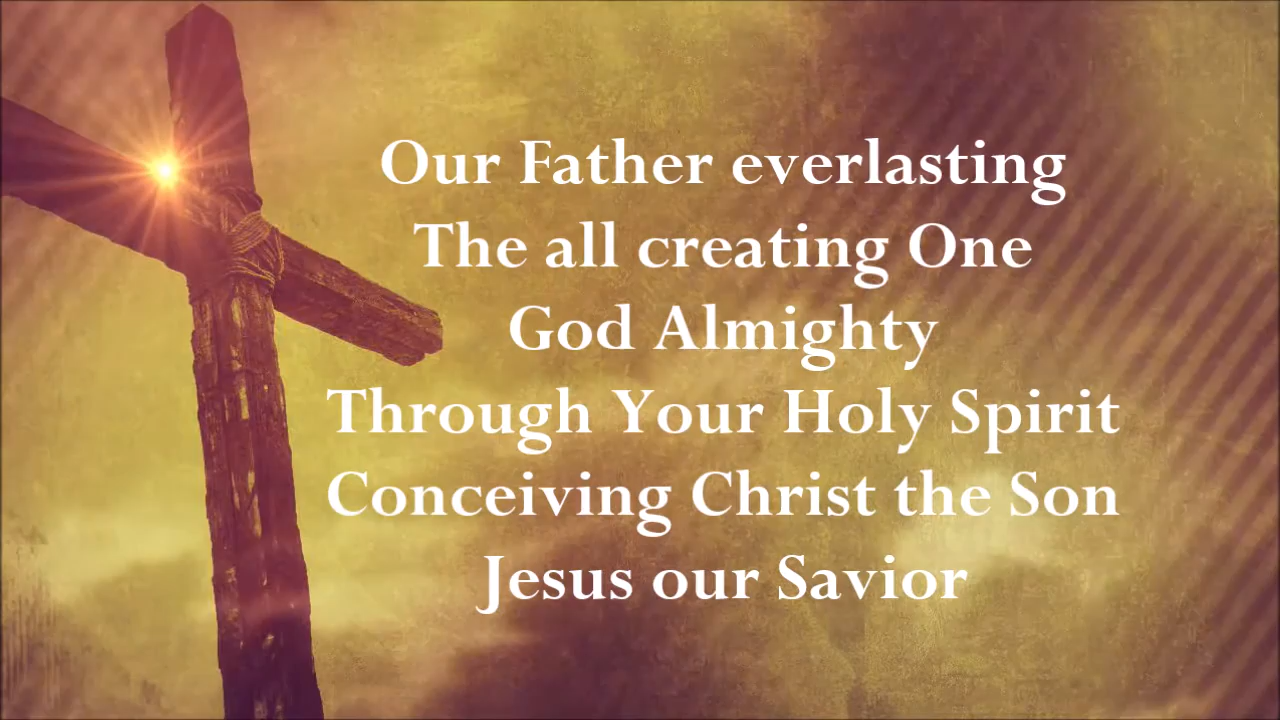 Our Father everlasting
The all creating One
God Almighty
Through Your Holy Spirit
Conceiving Christ the Son
Jesus our Savior